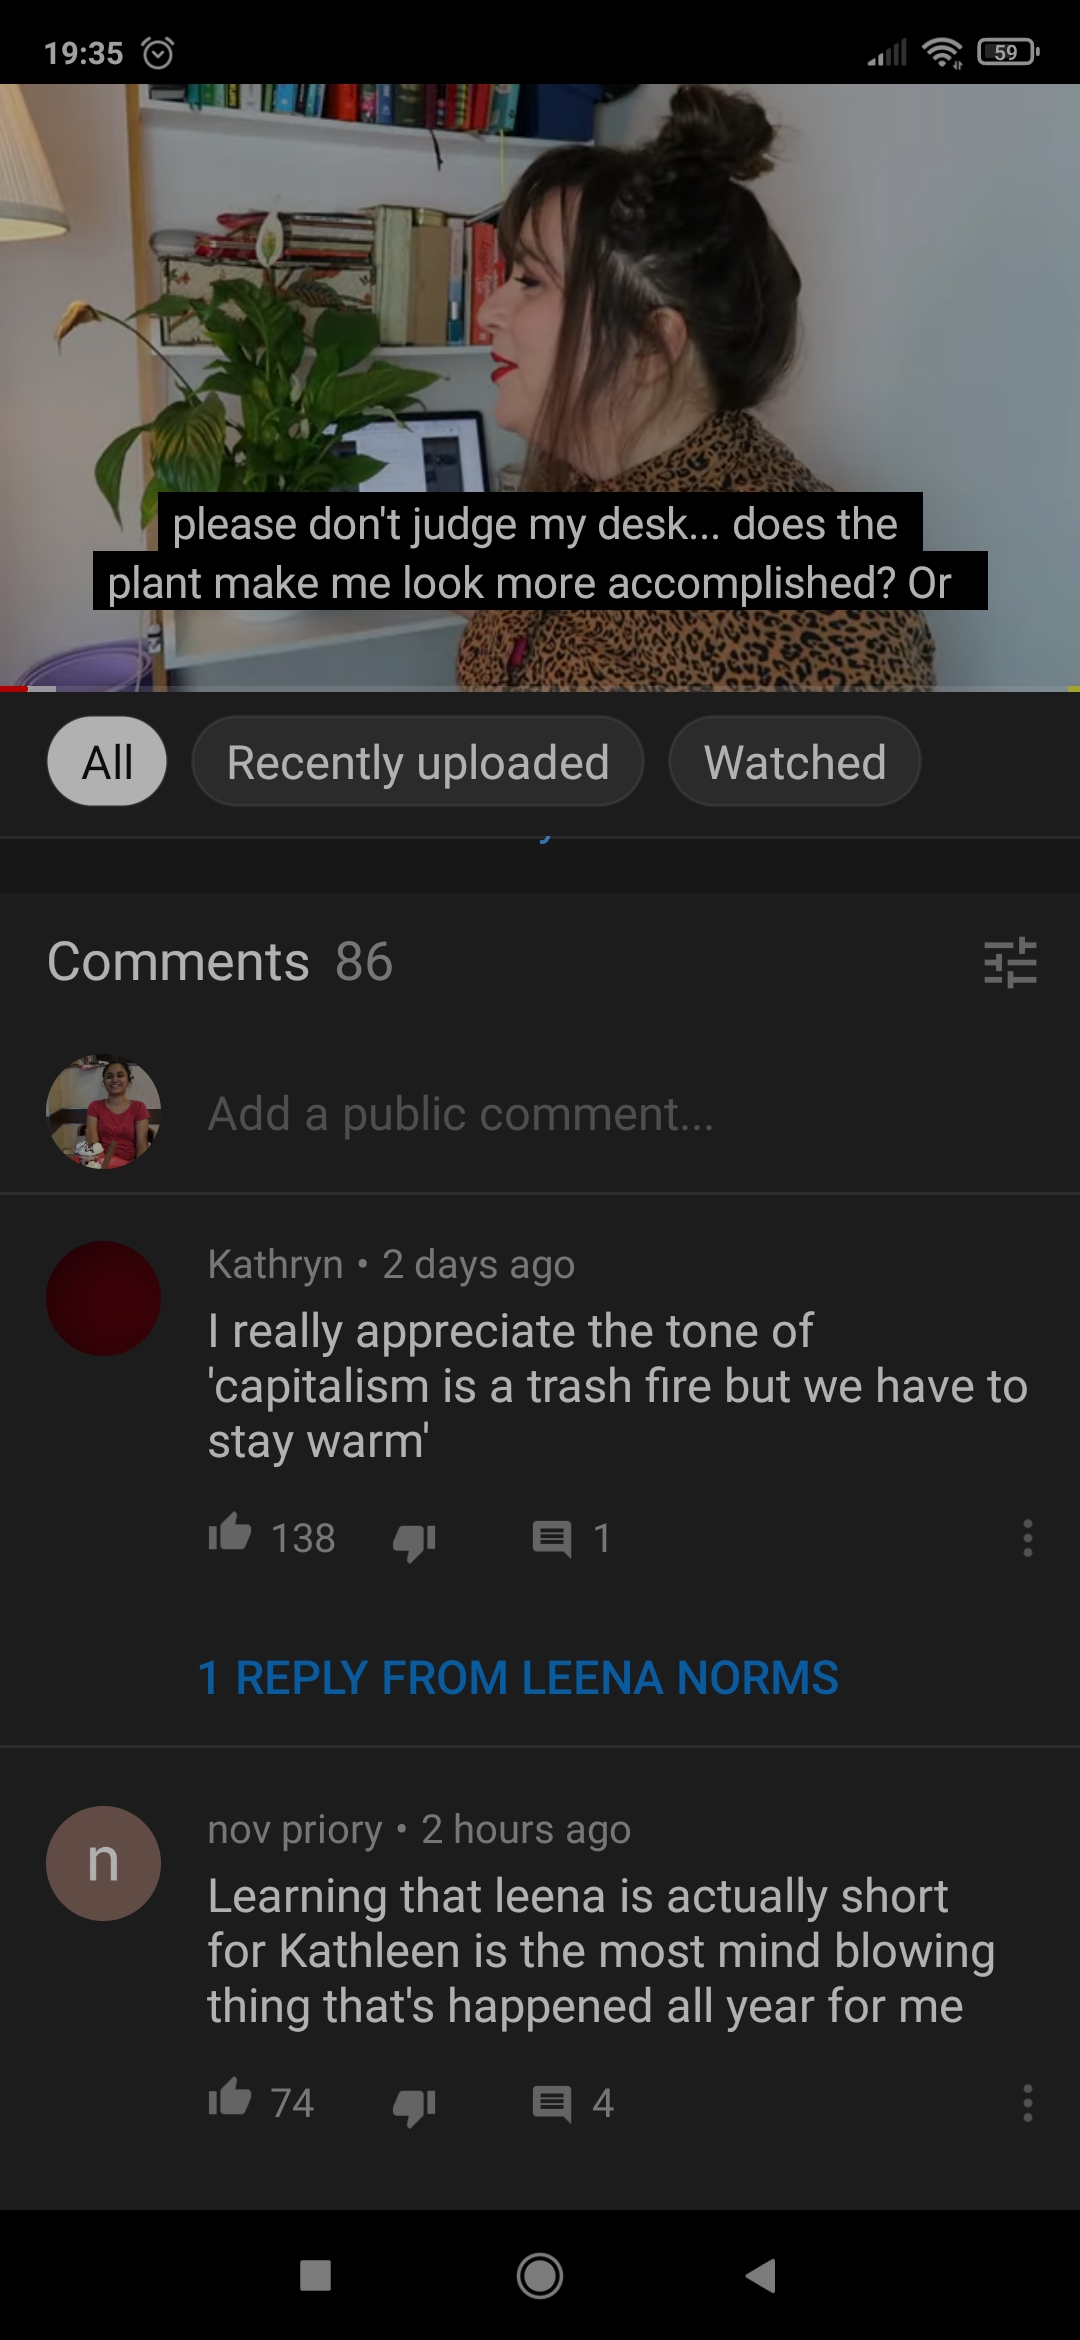 19:35
59
please don't judge my desk... does the
plant make me look more accomplished? Or
All
Recently uploaded
Watched
Comments 86
Add a public comment...
Kathryn • 2 days ago
I really appreciate the tone of
'capitalism is a trash fire but we have to
stay warm'
138
1
1 REPLY FROM LEENA NORMS
n
nov priory • 2 hours ago
Learning that leena is actually short
for Kathleen is the most mind blowing
thing that's happened all year for me
74
4